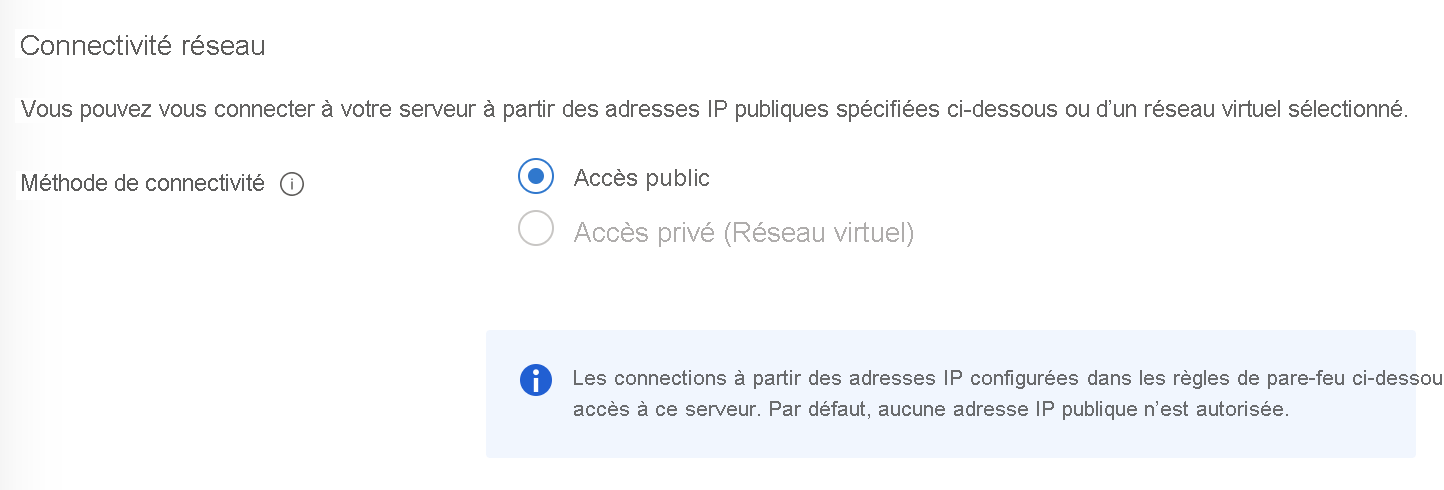 Connectivité réseau
Vous pouvez vous connecter à votre serveur à partir des adresses IP publiques spécifiées ci-dessous ou d’un réseau virtuel sélectionné.
Méthode de connectivité
Accès public
Accès privé (Réseau virtuel)
Les connections à partir des adresses IP configurées dans les règles de pare-feu ci-dessou
accès à ce serveur. Par défaut, aucune adresse IP publique n’est autorisée.